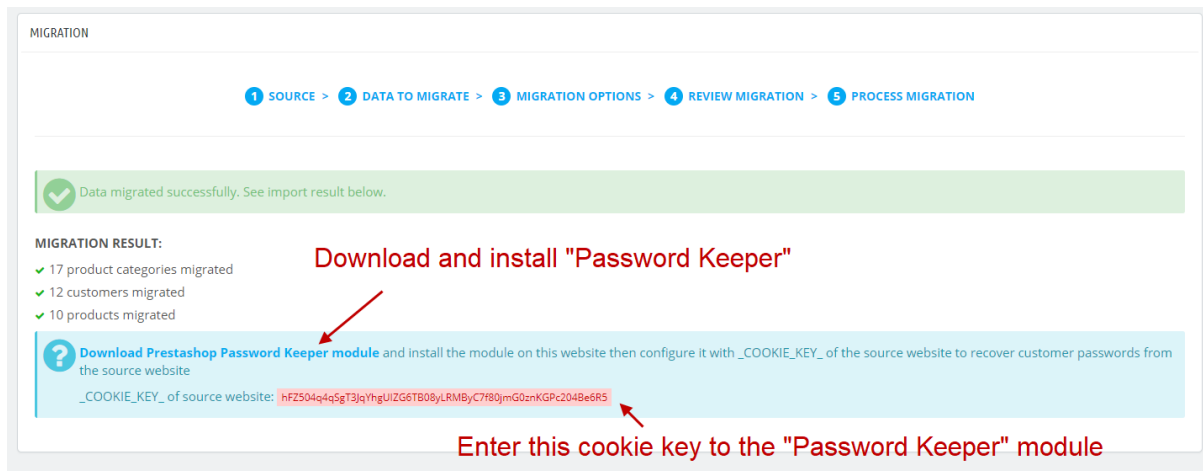 MIGRATION
1 SOURCE > 2 DATA TO MIGRATE > 3 MIGRATION OPTIONS > 4 REVIEW MIGRATION > 5 PROCESS MIGRATION
Data migrated successfully. See import result below.
MIGRATION RESULT:
Download and install "Password Keeper"
17 product categories migrated
12 customers migrated
10 products migrated
Download Prestashop Password Keeper module and install the module on this website then configure it with _COOKIE_KEY_ of the source website to recover customer passwords from
the source website
_COOKIE_KEY_ of source website: hFZ504q4qSgT3JqYhgUIZG6TB08yLRMByC7f80jmG0znKGPc204Be6R5
Enter this cookie key to the "Password Keeper" module